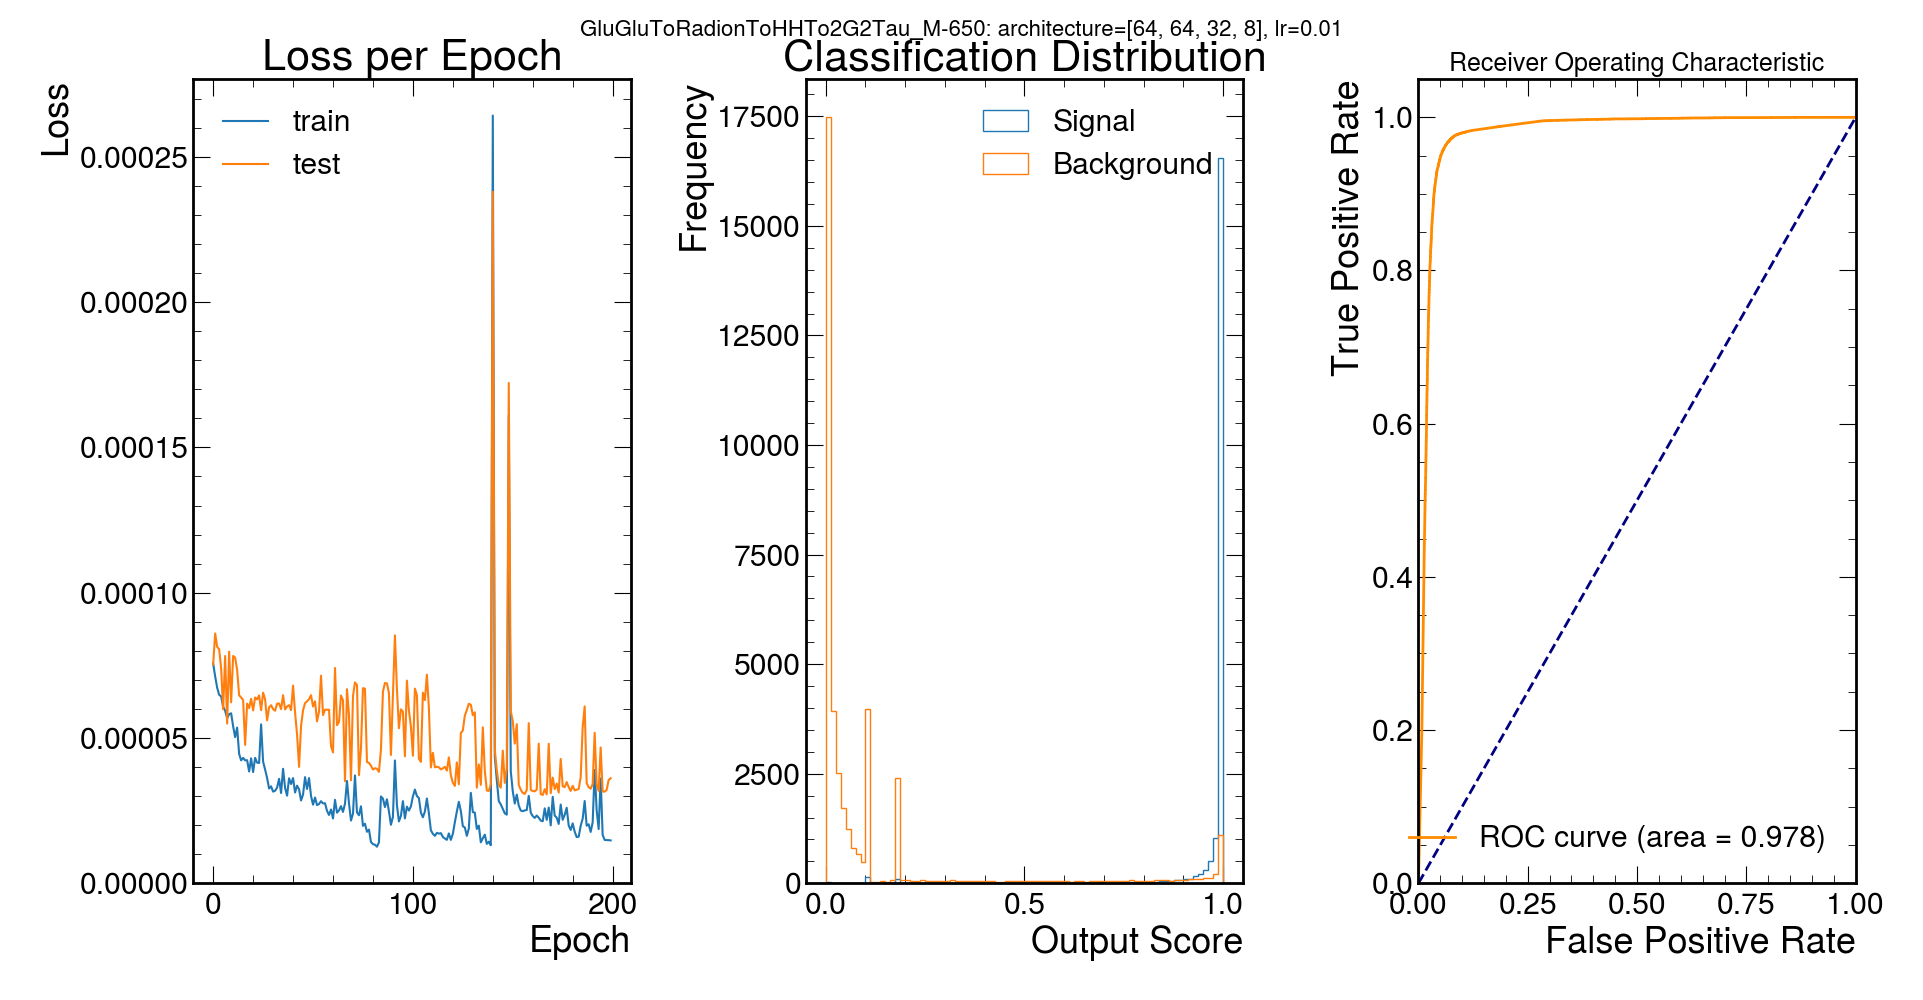 GluGluToRadionToHHTo2G2Tau_M-650: architecture=[64, 64, 32, 8], lr=0.01
Loss per Epoch
Loss
train
test
0.00025
0.00020
0.00015
0.00010
0.00005
0.00000
0 100 200
Epoch
Classification Distribution
Frequency
Signal
Background
17500
15000
12500
10000
7500
5000
2500
0
0.0 0.5 1.0
Output Score
Receiver Operating Characteristic
True Positive Rate
1.0
0.8
0.6
0.4
0.2
0.0
ROC curve (area = 0.978)
0.00 0.25 0.50 0.75 1.00
False Positive Rate